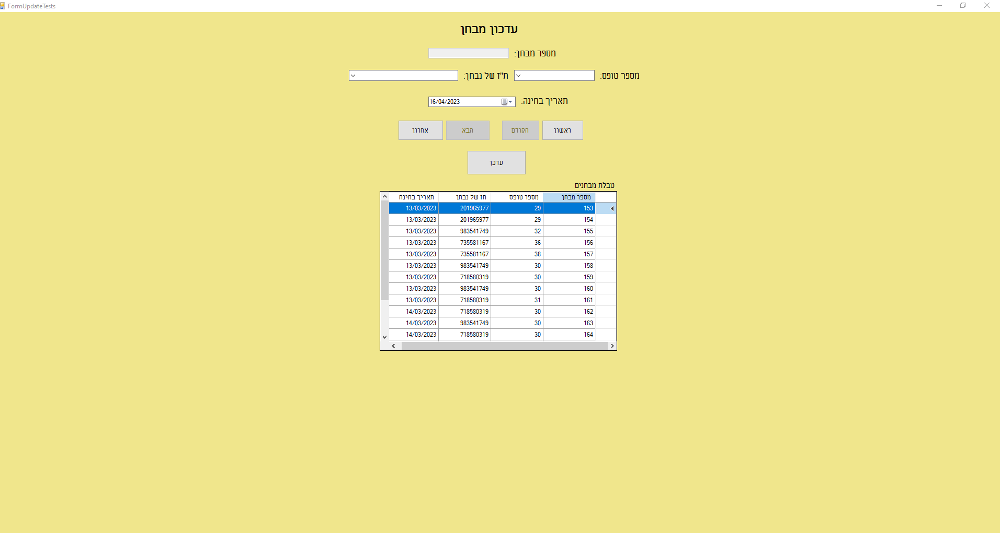 FormUpdateTests
עדכון מבחן
מספר מבחן:
מספר טופס: ת"ז של נבחן:
תאריך בחינה: 16/04/2023
ראשון הקודם הבא אחרון
עדכן
טבלת מבחנים
מספר מבחן מספר טופס תז של נבחן תאריך בחינה
153 29 201965977 13/03/2023
154 29 201965977 13/03/2023
155 32 983541749 13/03/2023
156 36 735581167 13/03/2023
157 38 735581167 13/03/2023
158 30 983541749 13/03/2023
159 30 718580319 13/03/2023
160 30 983541749 13/03/2023
161 31 718580319 13/03/2023
162 30 718580319 14/03/2023
163 30 983541749 14/03/2023
164 30 718580319 14/03/2023